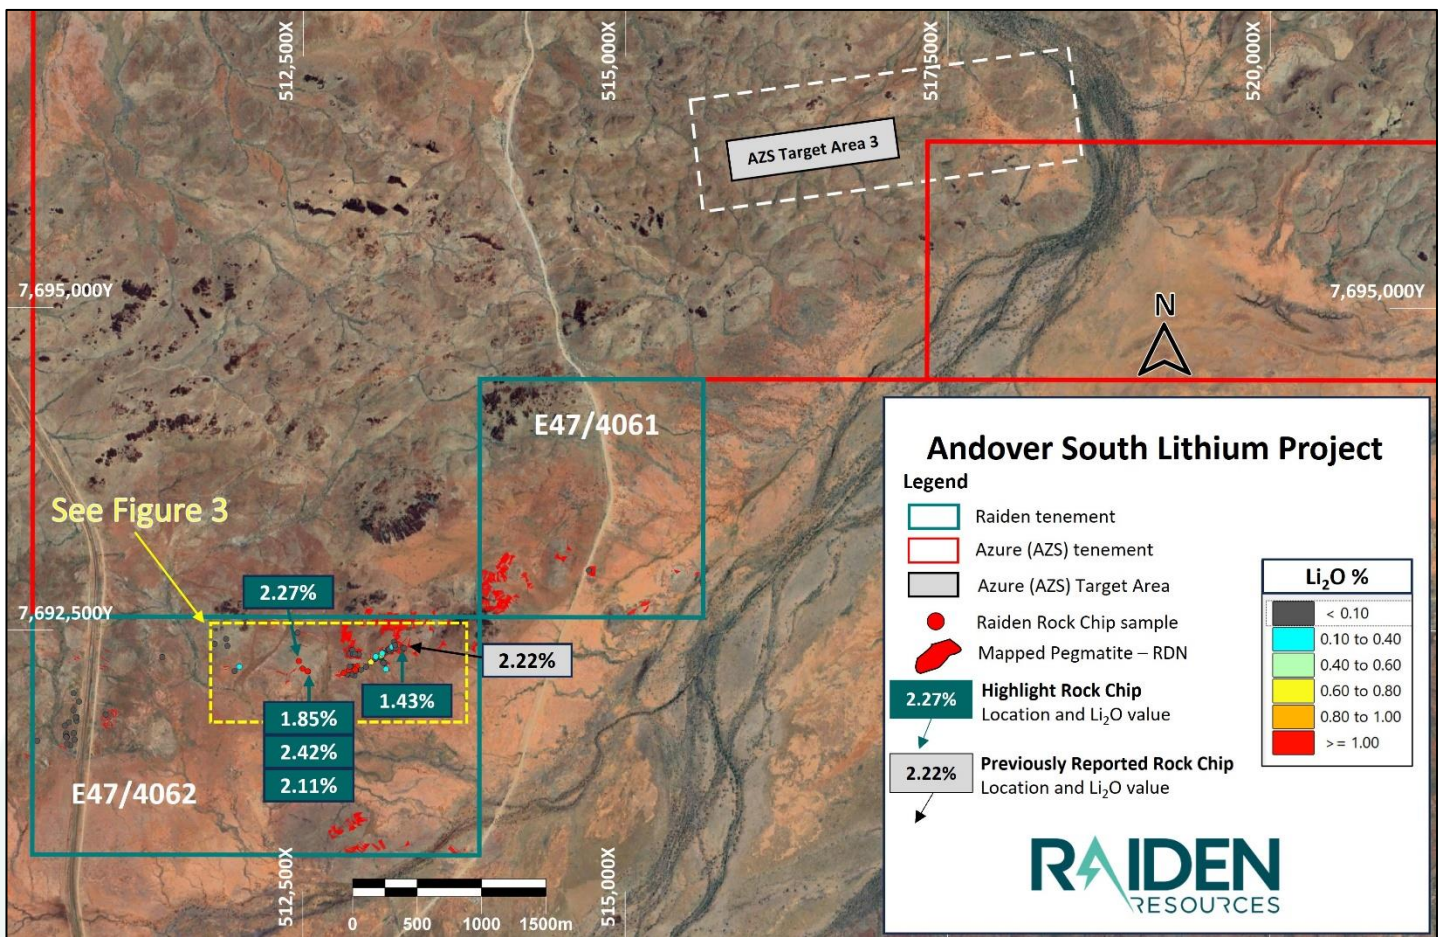 512,500X
515,000X
517,500X
520,000X
AZS Target Area 3
7,695,000Y
7,695,000Y
N
E47/4061
See Figure 3
2.27%
7,692,500Y
2.22%
1.43%
1.85%
2.42%
2.11%
E47/4062
512,500X
515,000X
0 500 1000 1500m
Andover South Lithium Project
Legend
Raiden tenement
Azure (AZS) tenement
Azure (AZS) Target Area
Raiden Rock Chip sample
Mapped Pegmatite – RDN
2.27%
Highlight Rock Chip
Location and Li₂O value
2.22%
Previously Reported Rock Chip
Location and Li₂O value
Li₂O %
< 0.10
0.10 to 0.40
0.40 to 0.60
0.60 to 0.80
0.80 to 1.00
>= 1.00
RAIDEN
RESOURCES